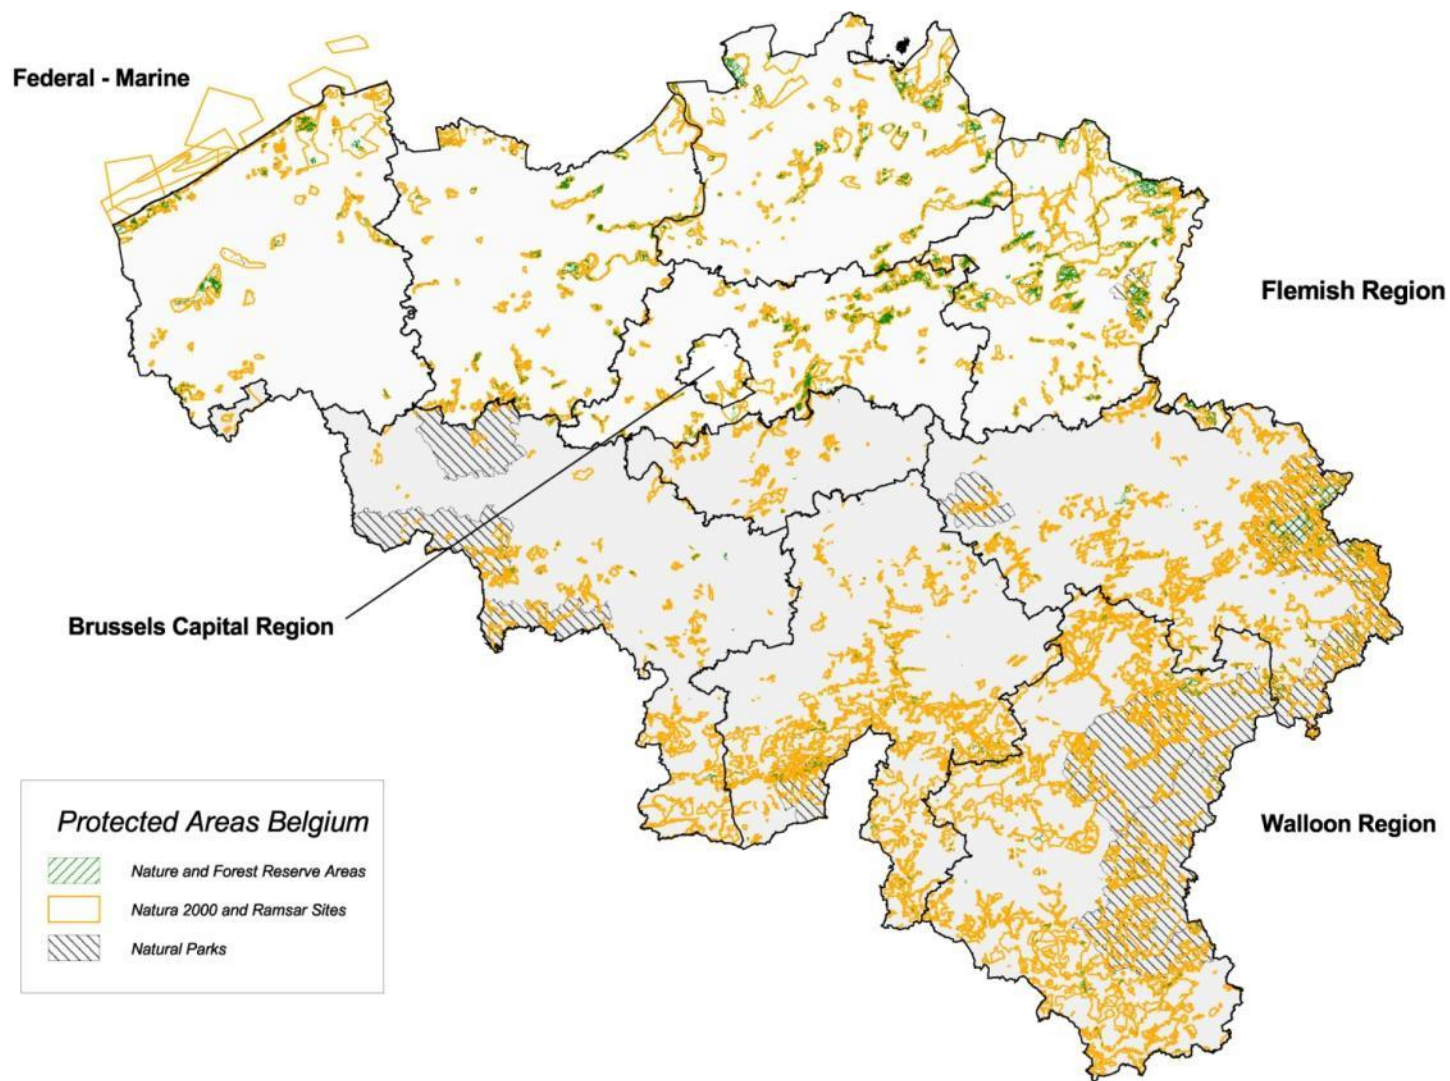 Federal - Marine
Flemish Region
Brussels Capital Region
Walloon Region
Protected Areas Belgium
Nature and Forest Reserve Areas
Natura 2000 and Ramsar Sites
Natural Parks